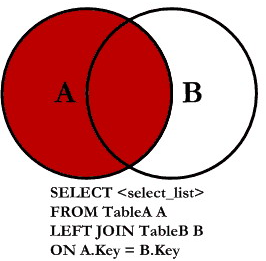 A
B
SELECT <select_list>
FROM TableA A
LEFT JOIN TableB B
ON A.Key = B.Key